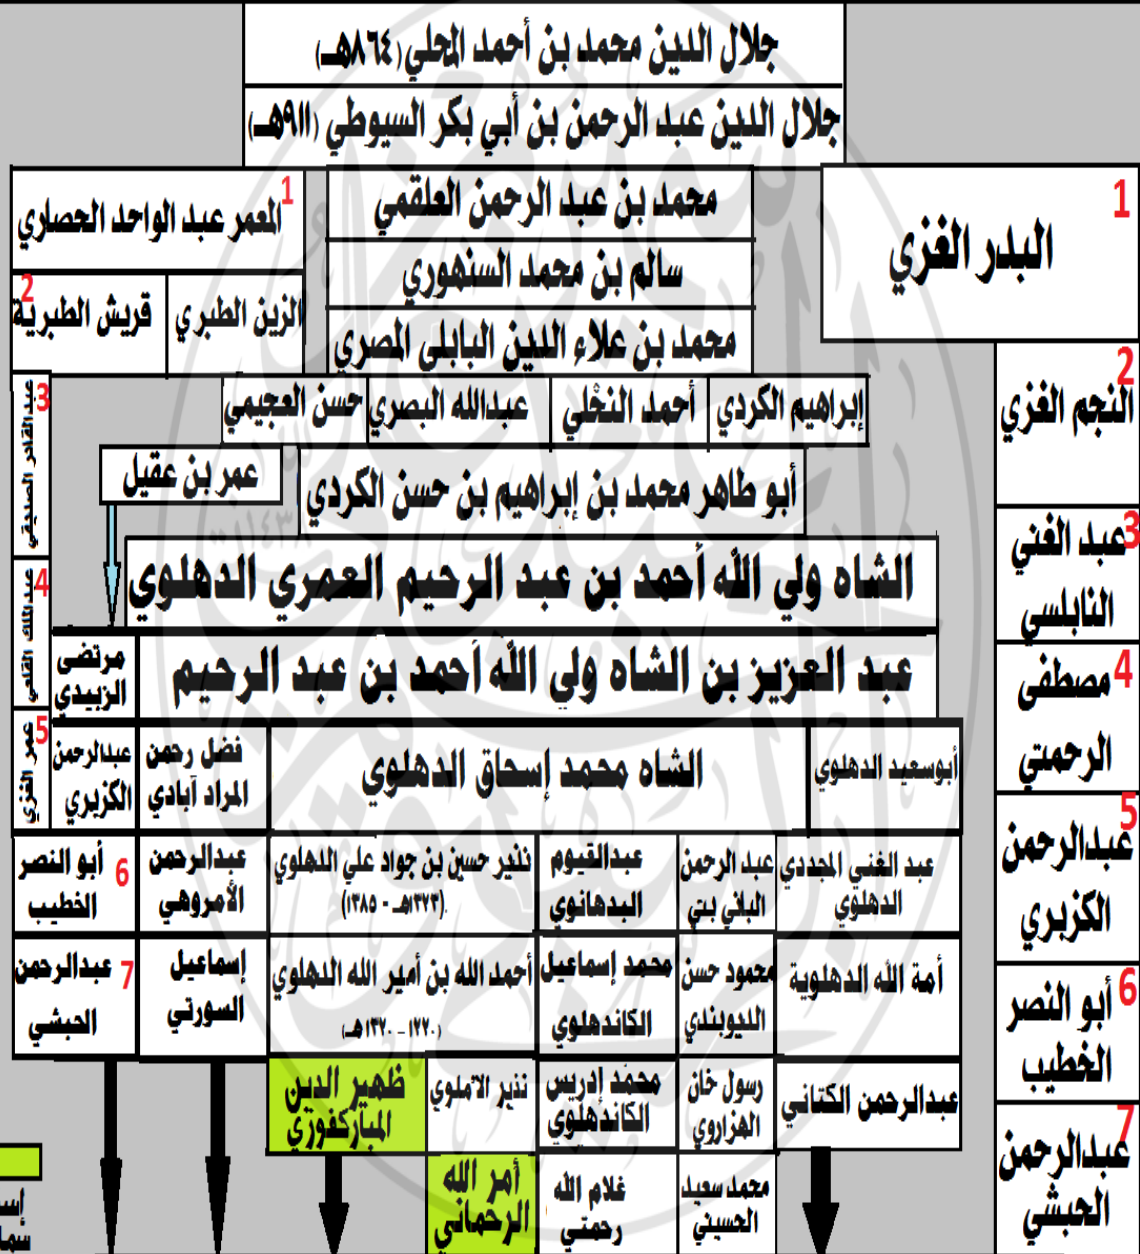 جلال الدين محمد بن أحمد المحلي (٨٦٤هـ)
جلال الدين عبد الرحمن بن أبي بكر السيوطي (٩١١هـ)
1
البدر الغزي
محمد بن عبد الرحمن العلقمي
سالم بن محمد السنهوري
محمد بن علاء الدين البابلي المصري
1
المعمر عبد الواحد الحصاري
الزين الطبري
2
قريش الطبرية
2
النجم الغزي
إبراهيم الكردي
أحمد النخلي
عبدالله البصري
حسن العجيمي
3
عبدالقادر الصديقي
أبو طاهر محمد بن إبراهيم بن حسن الكردي
عمر بن عقيل
3
عبد الغني
النابلسي
الشاه ولي الله أحمد بن عبد الرحيم العمري الدهلوي
4
عبدالملك القلعي
4
مصطفى
الرحمتي
عبد العزيز بن الشاه ولي الله أحمد بن عبد الرحيم
مرتضى
الزبيدي
5
عمر الغزي
أبوسعيد الدهلوي
الشاه محمد إسحاق الدهلوي
فضل رحمن
المراد آبادي
عبدالرحمن
الكزبري
5
عبدالرحمن
الكزبري
عبد الغني المجددي
الدهلوي
عبد الرحمن
الباني بتي
عبدالقيوم
البدهانوي
نذير حسين بن جواد علي الدهلوي
(١٣٧٣هـ - ١٣٨٥).
عبدالرحمن
الأمروهي
6
أبو النصر
الخطيب
6
أبو النصر
الخطيب
أمة الله الدهلوية
محمود حسن
الديوبندي
محمد إسماعيل
الكاندهلوي
أحمد الله بن أمير الله الدهلوي
(١٢٧٠ – ١٣٧٠هـ)
إسماعيل
السورتي
7
عبدالرحمن
الحبشي
7
عبدالرحمن
الحبشي
عبدالرحمن الكتاني
رسول خان
الهزاروي
محمد إدريس
الكاندهلوي
نذير الاملوي
ظهير الدين
المباركفوري
محمد سعيد
الحسيني
غلام الله
رحمتي
أمر الله
الرحماني